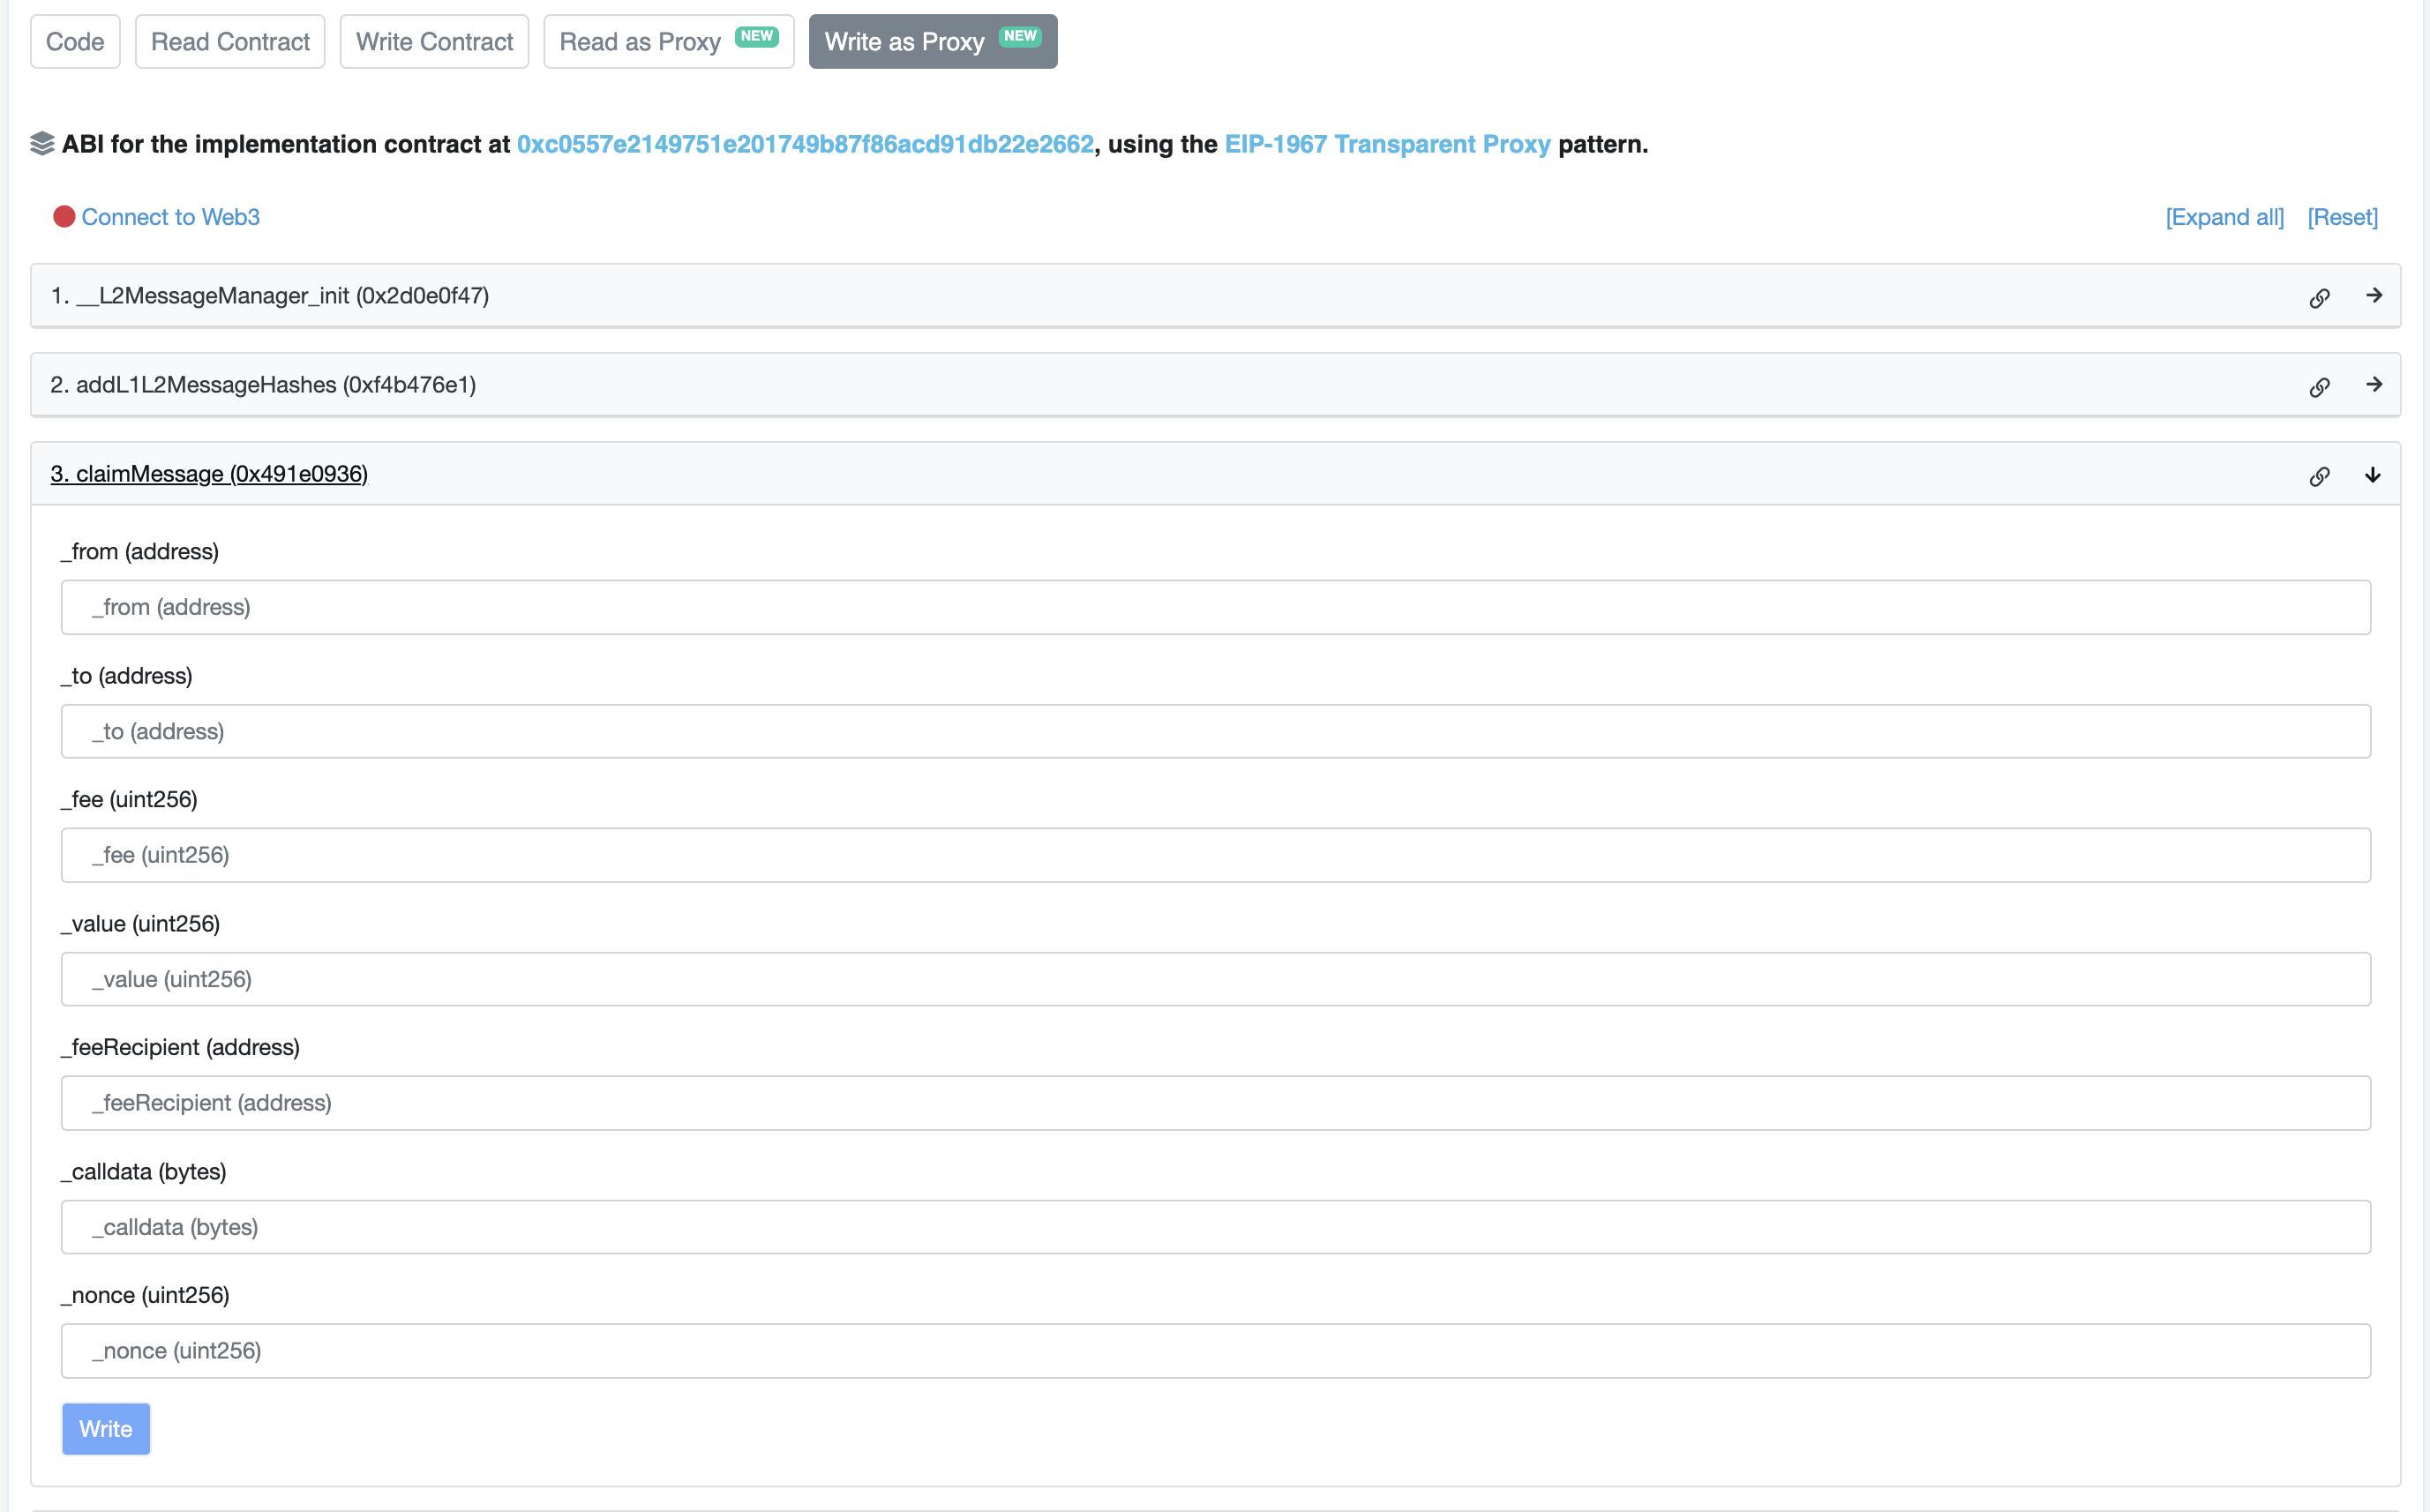 Code Read Contract Write Contract Read as Proxy NEW Write as Proxy NEW
ABI for the implementation contract at 0xc0557e2149751e201749b87f86acd91db22e2662, using the EIP-1967 Transparent Proxy pattern.
Connect to Web3 [Expand all] [Reset]
1. __L2MessageManager_init (0x2d0e0f47)
2. addL1L2MessageHashes (0xf4b476e1)
3. claimMessage (0x491e0936)
_from (address)
_from (address)
_to (address)
_to (address)
_fee (uint256)
_fee (uint256)
_value (uint256)
_value (uint256)
_feeRecipient (address)
_feeRecipient (address)
_calldata (bytes)
_calldata (bytes)
_nonce (uint256)
_nonce (uint256)
Write